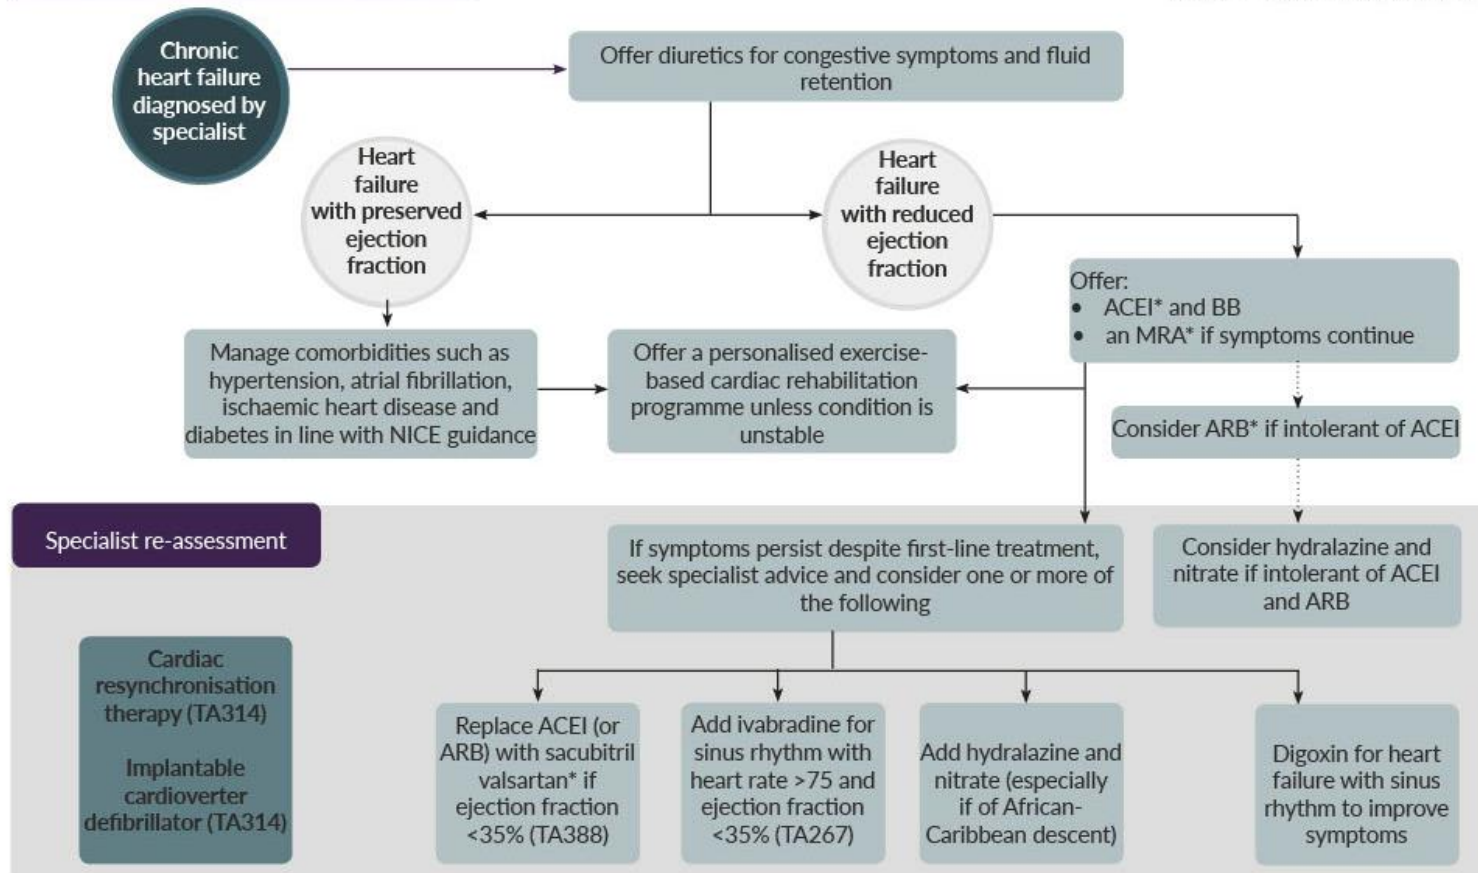 Chronic
heart failure
diagnosed by
specialist
Offer diuretics for congestive symptoms and fluid
retention
Heart
failure
with preserved
ejection
fraction
Heart
failure
with reduced
ejection
fraction
Offer:
• ACEI* and BB
• an MRA* if symptoms continue
Manage comorbidities such as
hypertension, atrial fibrillation,
ischaemic heart disease and
diabetes in line with NICE guidance
Offer a personalised exercise-
based cardiac rehabilitation
programme unless condition is
unstable
Consider ARB* if intolerant of ACEI
Specialist re-assessment
If symptoms persist despite first-line treatment,
seek specialist advice and consider one or more of
the following
Consider hydralazine and
nitrate if intolerant of ACEI
and ARB
Cardiac
resynchronisation
therapy (TA314)
Implantable
cardioverter
defibrillator (TA314)
Replace ACEI (or
ARB) with sacubitril
valsartan* if
ejection fraction
<35% (TA388)
Add ivabradine for
sinus rhythm with
heart rate >75 and
ejection fraction
<35% (TA267)
Add hydralazine and
nitrate (especially
if of African-
Caribbean descent)
Digoxin for heart
failure with sinus
rhythm to improve
symptoms